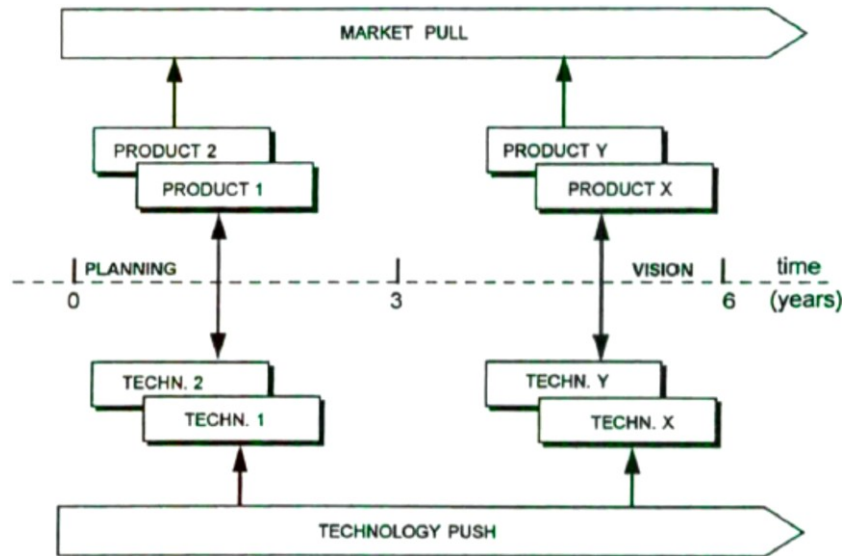 MARKET PULL
PRODUCT 2
PRODUCT Y
PRODUCT 1
PRODUCT X
PLANNING
VISION
time
0
3
6
(years)
TECHN. 2
TECHN. Y
TECHN. 1
TECHN. X
TECHNOLOGY PUSH